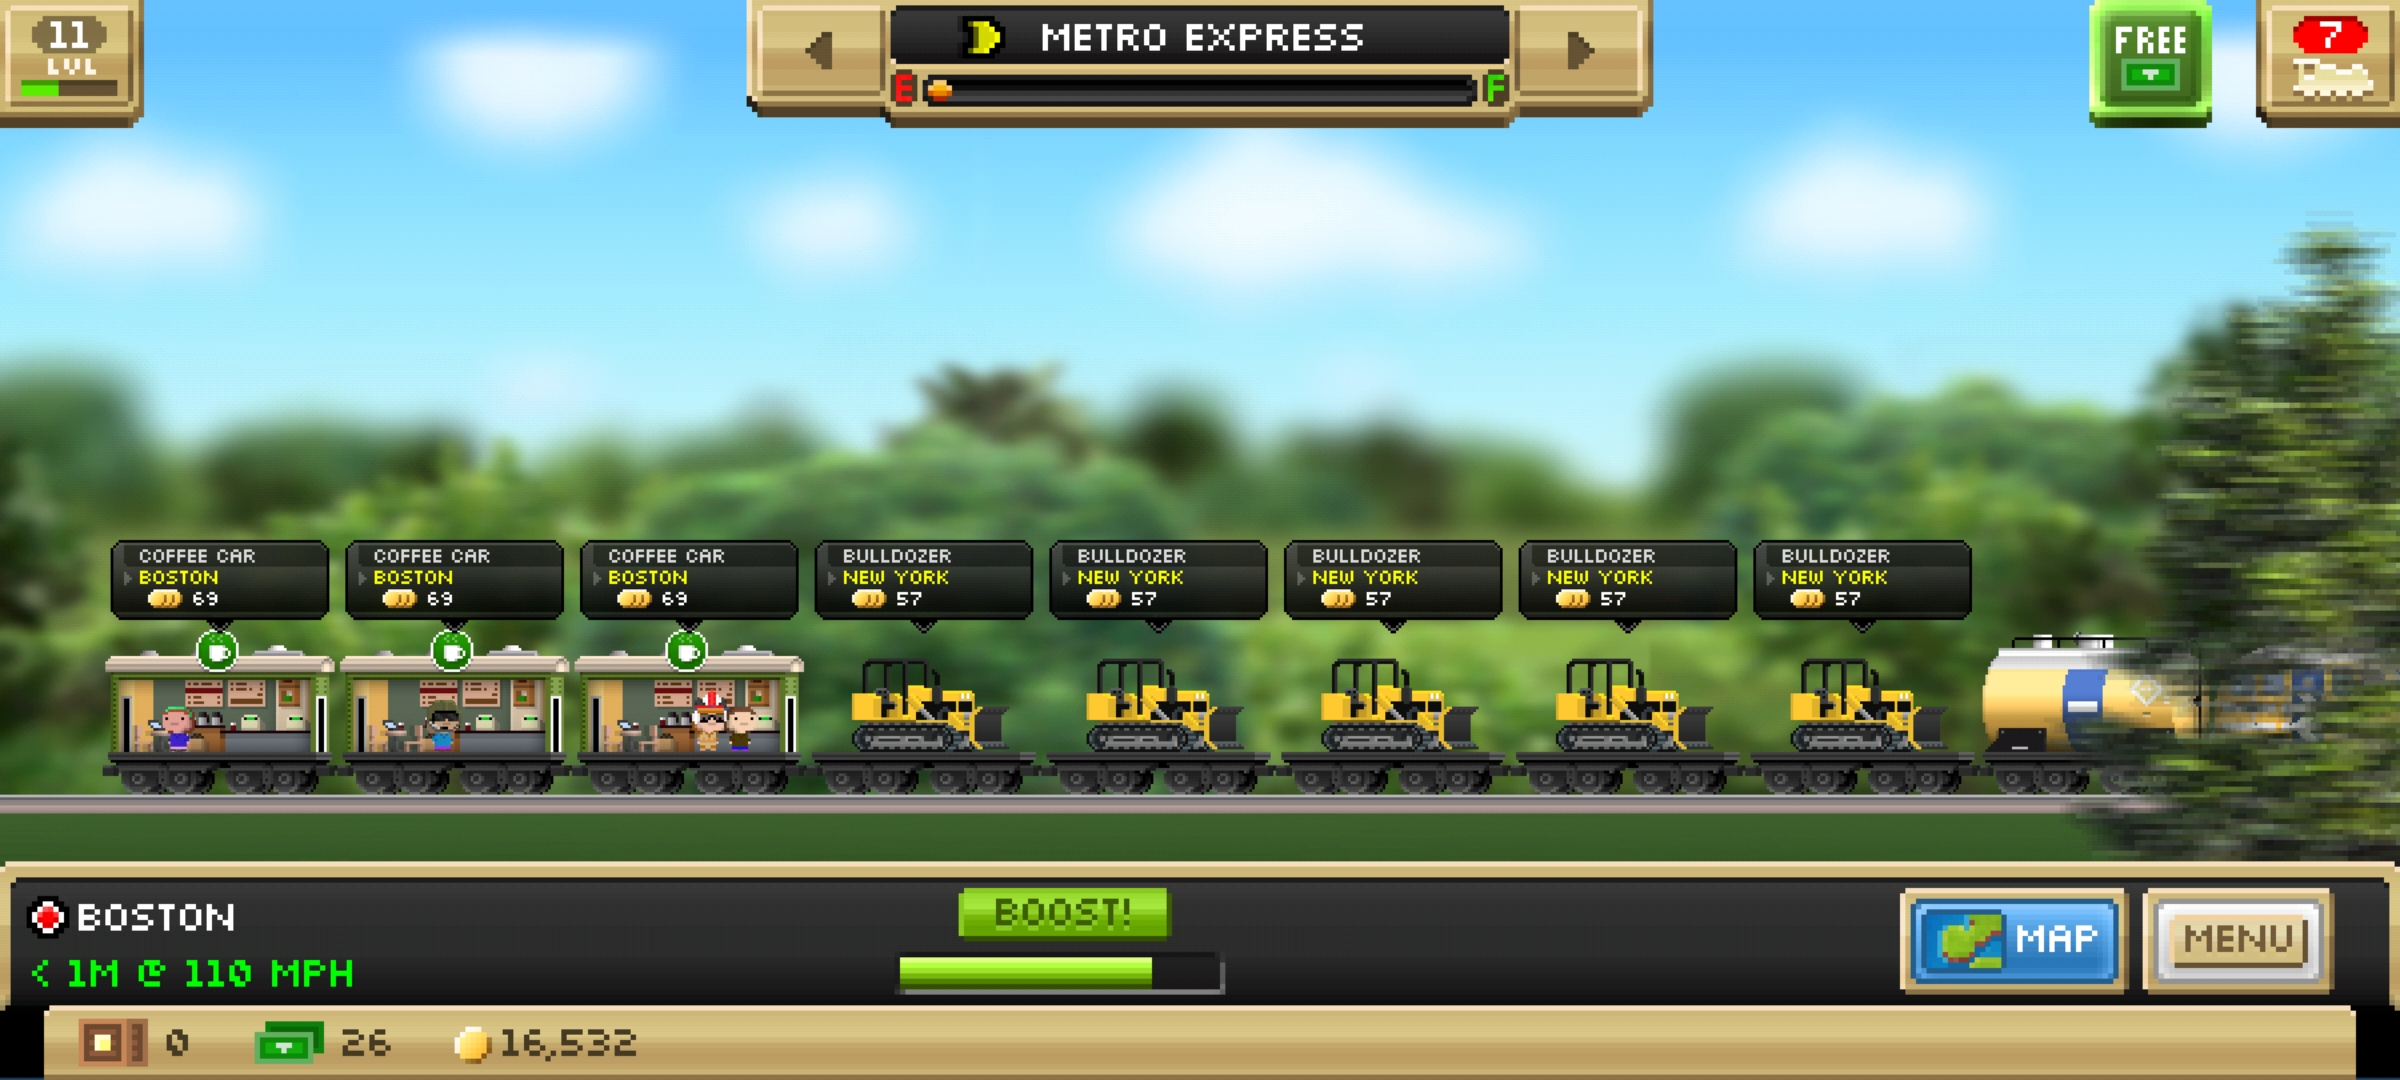 11
LVL
METRO EXPRESS
E F
FREE
7
COFFEE CAR
BOSTON
69
COFFEE CAR
BOSTON
69
COFFEE CAR
BOSTON
69
BULLDOZER
NEW YORK
57
BULLDOZER
NEW YORK
57
BULLDOZER
NEW YORK
57
BULLDOZER
NEW YORK
57
BULLDOZER
NEW YORK
57
BOSTON
< 1M @ 110 MPH
BOOST!
MAP
MENU
0
26
16,532